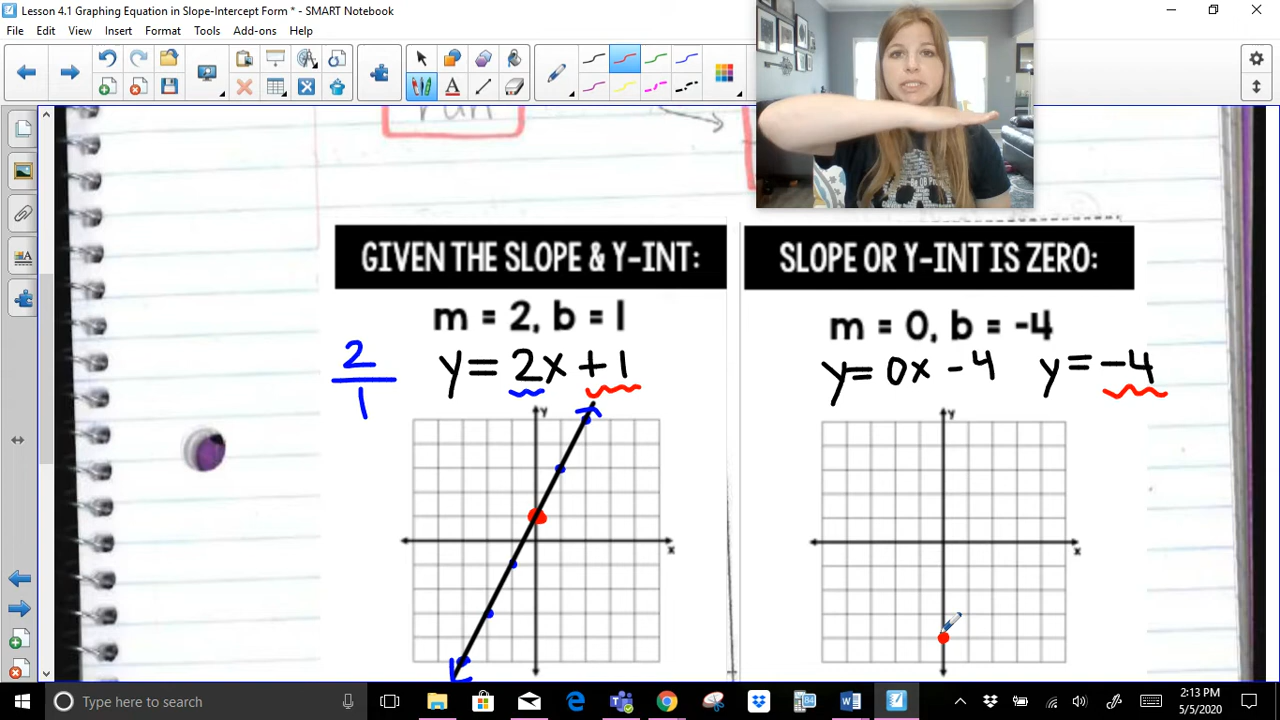 Lesson 4.1 Graphing Equation in Slope-Intercept Form * - SMART Notebook
File Edit View Insert Format Tools Add-ons Help
run
GIVEN THE SLOPE & Y-INT:
m = 2, b = 1
2/1
y = 2x + 1
y
x
SLOPE OR Y-INT IS ZERO:
m = 0, b = -4
y = 0x - 4 y = -4
y
x
Type here to search
2:13 PM
5/5/2020